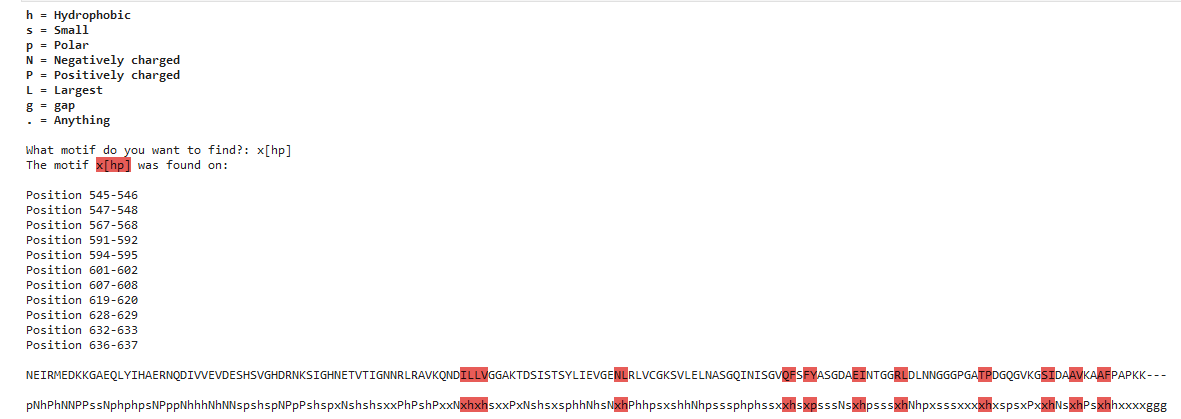 h = Hydrophobic
s = Small
p = Polar
N = Negatively charged
P = Positively charged
L = Largest
g = gap
. = Anything
What motif do you want to find?: x[hp]
The motif x[hp] was found on:
Position 545-546
Position 547-548
Position 567-568
Position 591-592
Position 594-595
Position 601-602
Position 607-608
Position 619-620
Position 628-629
Position 632-633
Position 636-637
NEIRMEDKKGAEQLYIHAERNQDIVVEVDESHSVGHDRNKSIGHNETVTIGNNRLRAVKQNDILLVGGAKTDSISTSYLIEVGENLRLVCGKSVLELNASGQINISGVQFSFYASGDAEINTGGRLDLNNGGGPGATPDGQGVKGSIDAAVKAAFPAPKK---
pNhPhNNPPssNphphpsNPppNhhhNhNNspshspNPpPshspxNshshsxxPhPshPxxNxhxhsxxPxNshsxsphhNhsNxhPhhpsxshhNhpssshphssxxhsxpsssNsxhpsssxhNhpxsssxxxxhxspsxPxxhNsxhPsxhhxxxxggg